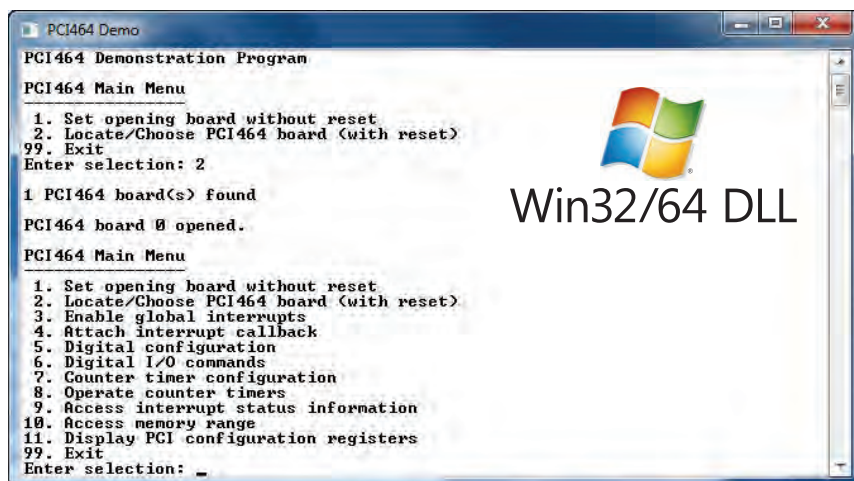 PCI464 Demo
PCI464 Demonstration Program
PCI464 Main Menu
1. Set opening board without reset
2. Locate/Choose PCI464 board (with reset)
99. Exit
Enter selection: 2
1 PCI464 board(s) found
PCI464 board 0 opened.
PCI464 Main Menu
1. Set opening board without reset
2. Locate/Choose PCI464 board (with reset)
3. Enable global interrupts
4. Attach interrupt callback
5. Digital configuration
6. Digital I/O commands
7. Counter timer configuration
8. Operate counter timers
9. Access interrupt status information
10. Access memory range
11. Display PCI configuration registers
99. Exit
Enter selection: _
Win32/64 DLL